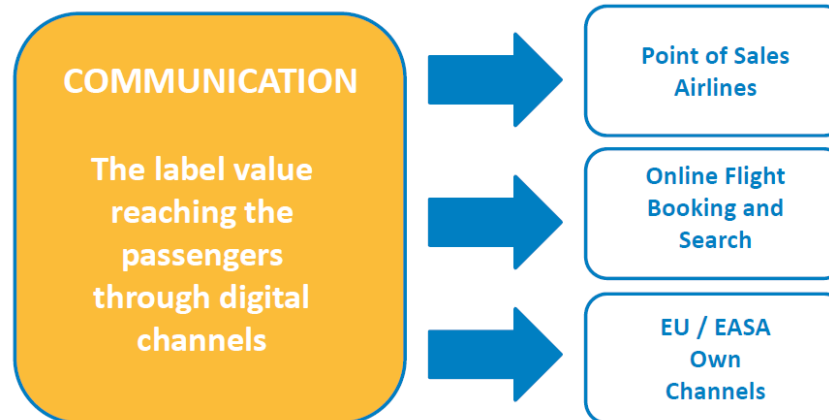 COMMUNICATION
The label value
reaching the
passengers
through digital
channels
Point of Sales
Airlines
Online Flight
Booking and
Search
EU / EASA
Own
Channels